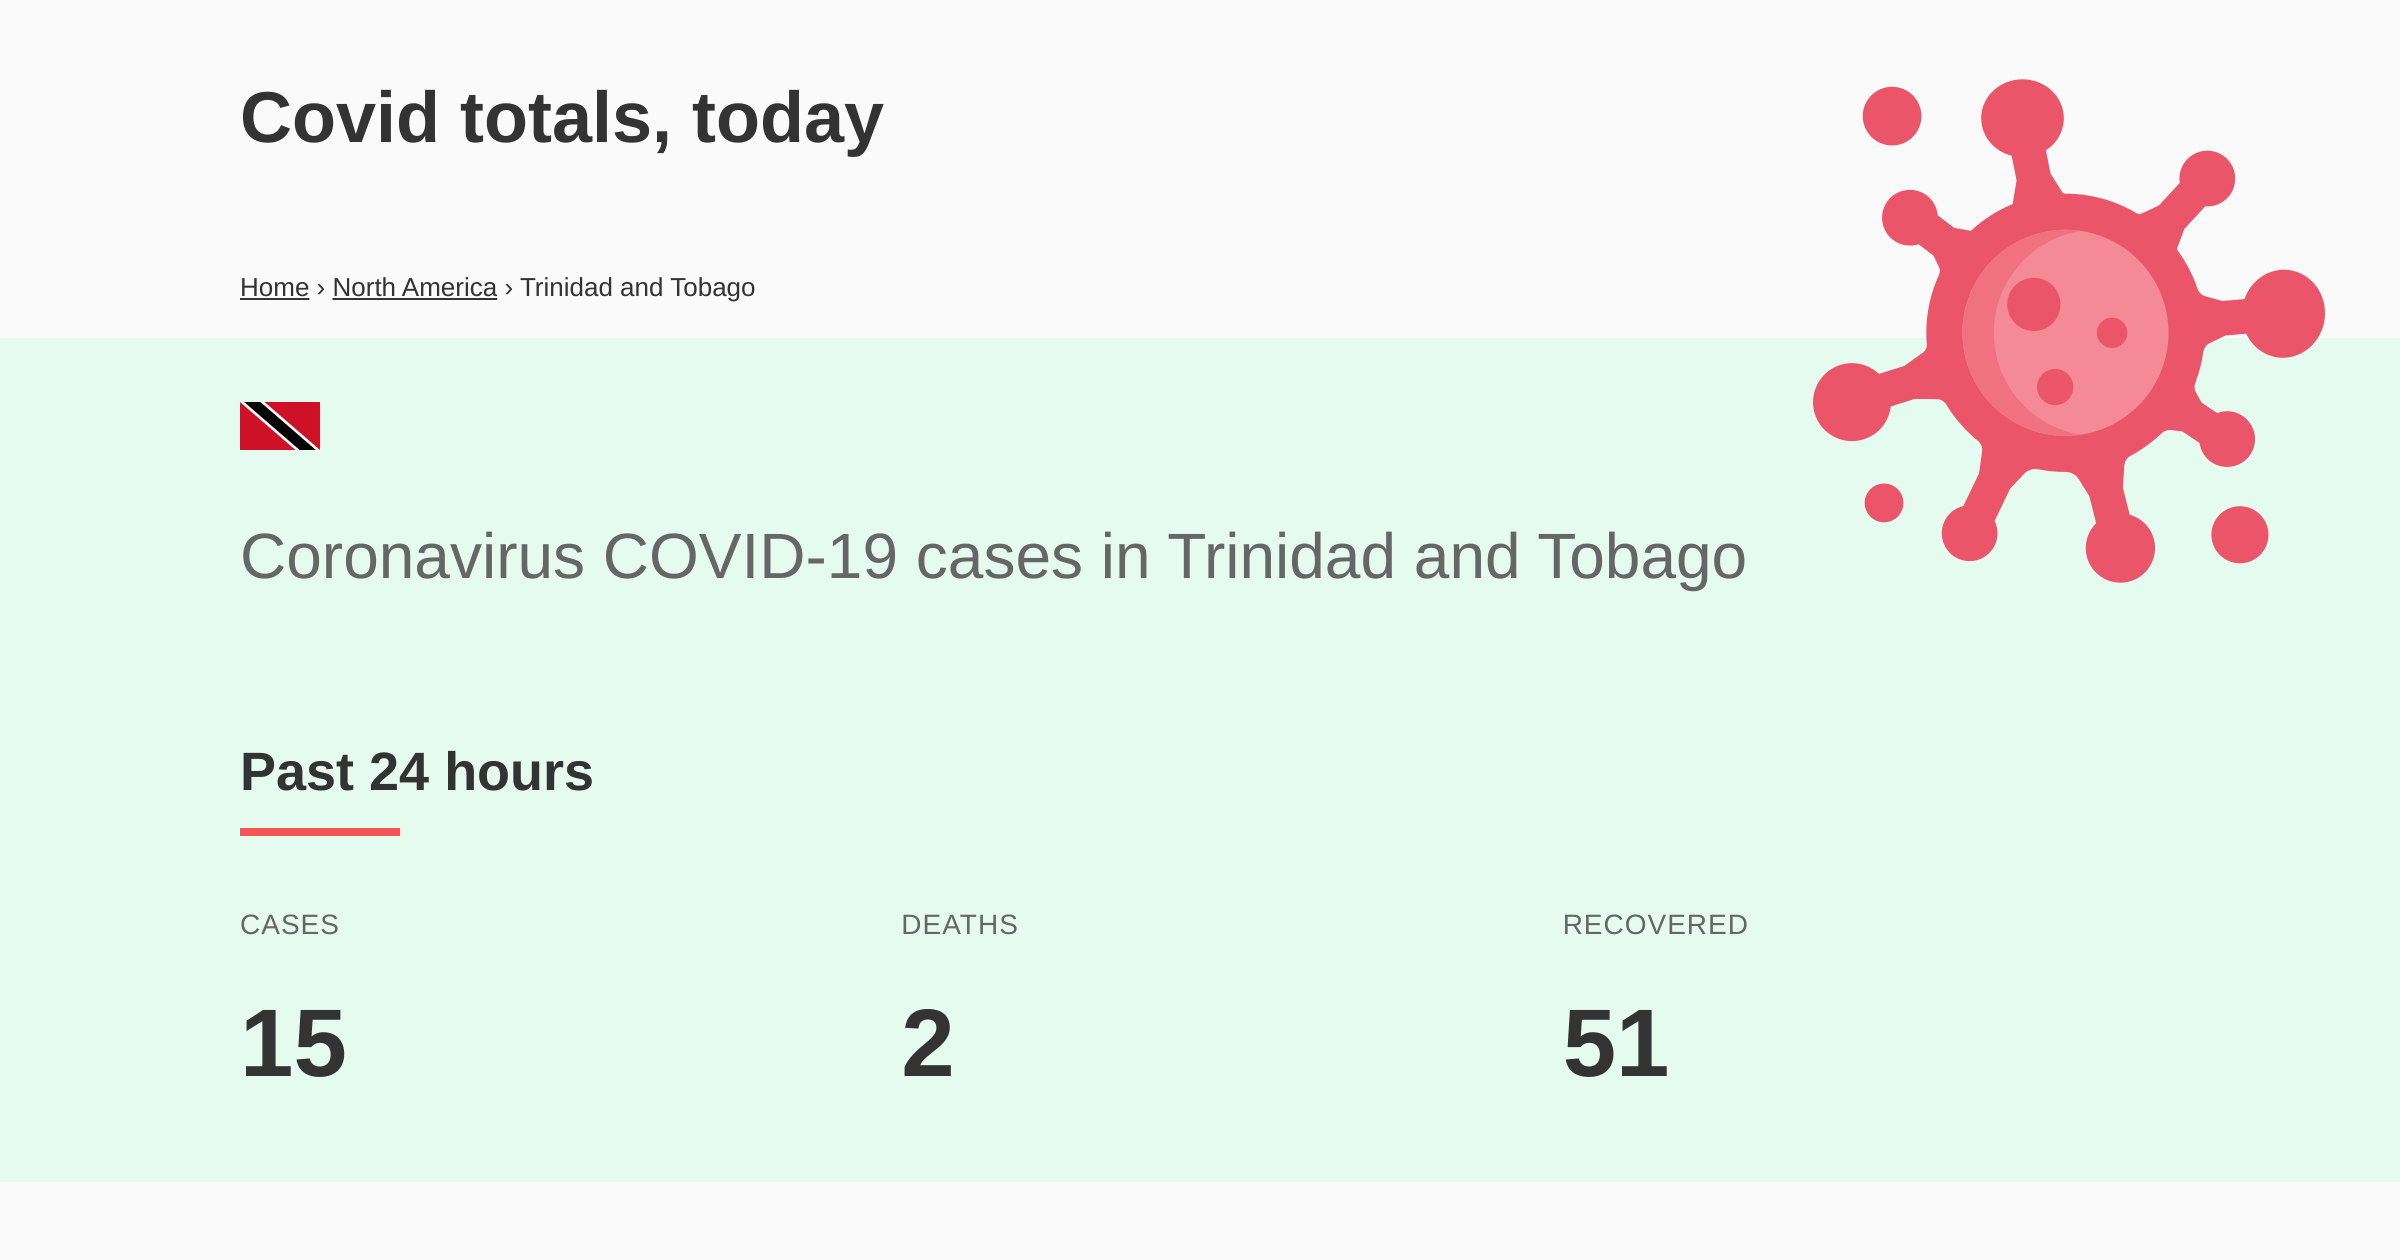 Covid totals, today
Home › North America › Trinidad and Tobago
Coronavirus COVID-19 cases in Trinidad and Tobago
Past 24 hours
CASES DEATHS RECOVERED
15 2 51